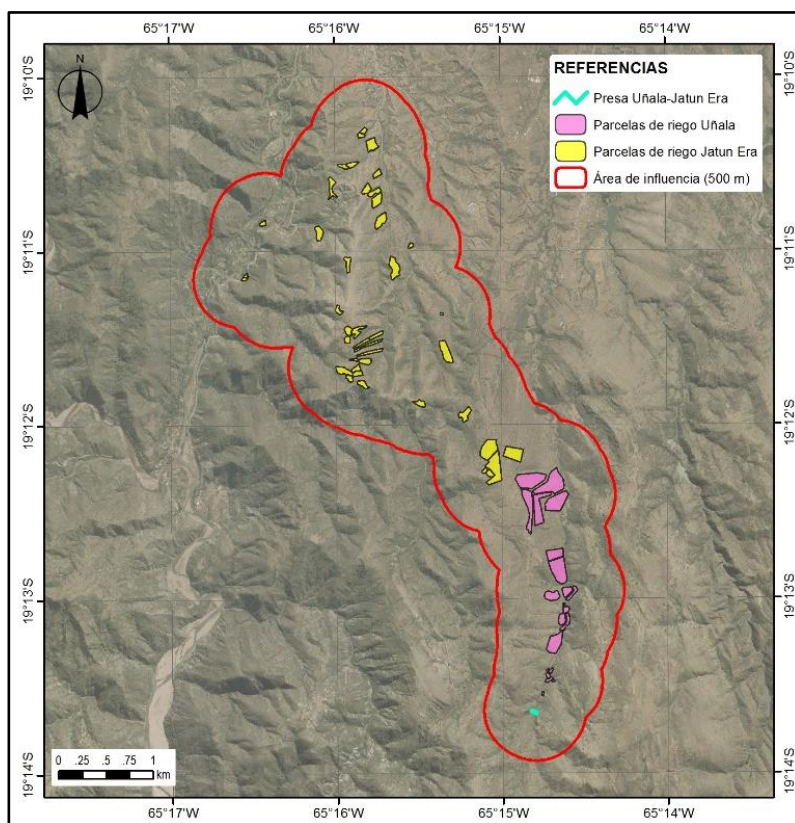 65°17'W 65°16'W 65°15'W 65°14'W
N
REFERENCIAS
Presa Uñala-Jatun Era
Parcelas de riego Uñala
Parcelas de riego Jatun Era
Área de influencia (500 m)
19°10'S 19°10'S
19°11'S 19°11'S
19°12'S 19°12'S
19°13'S 19°13'S
19°14'S 19°14'S
0 .25 .5 .75 1
km
65°17'W 65°16'W 65°15'W 65°14'W